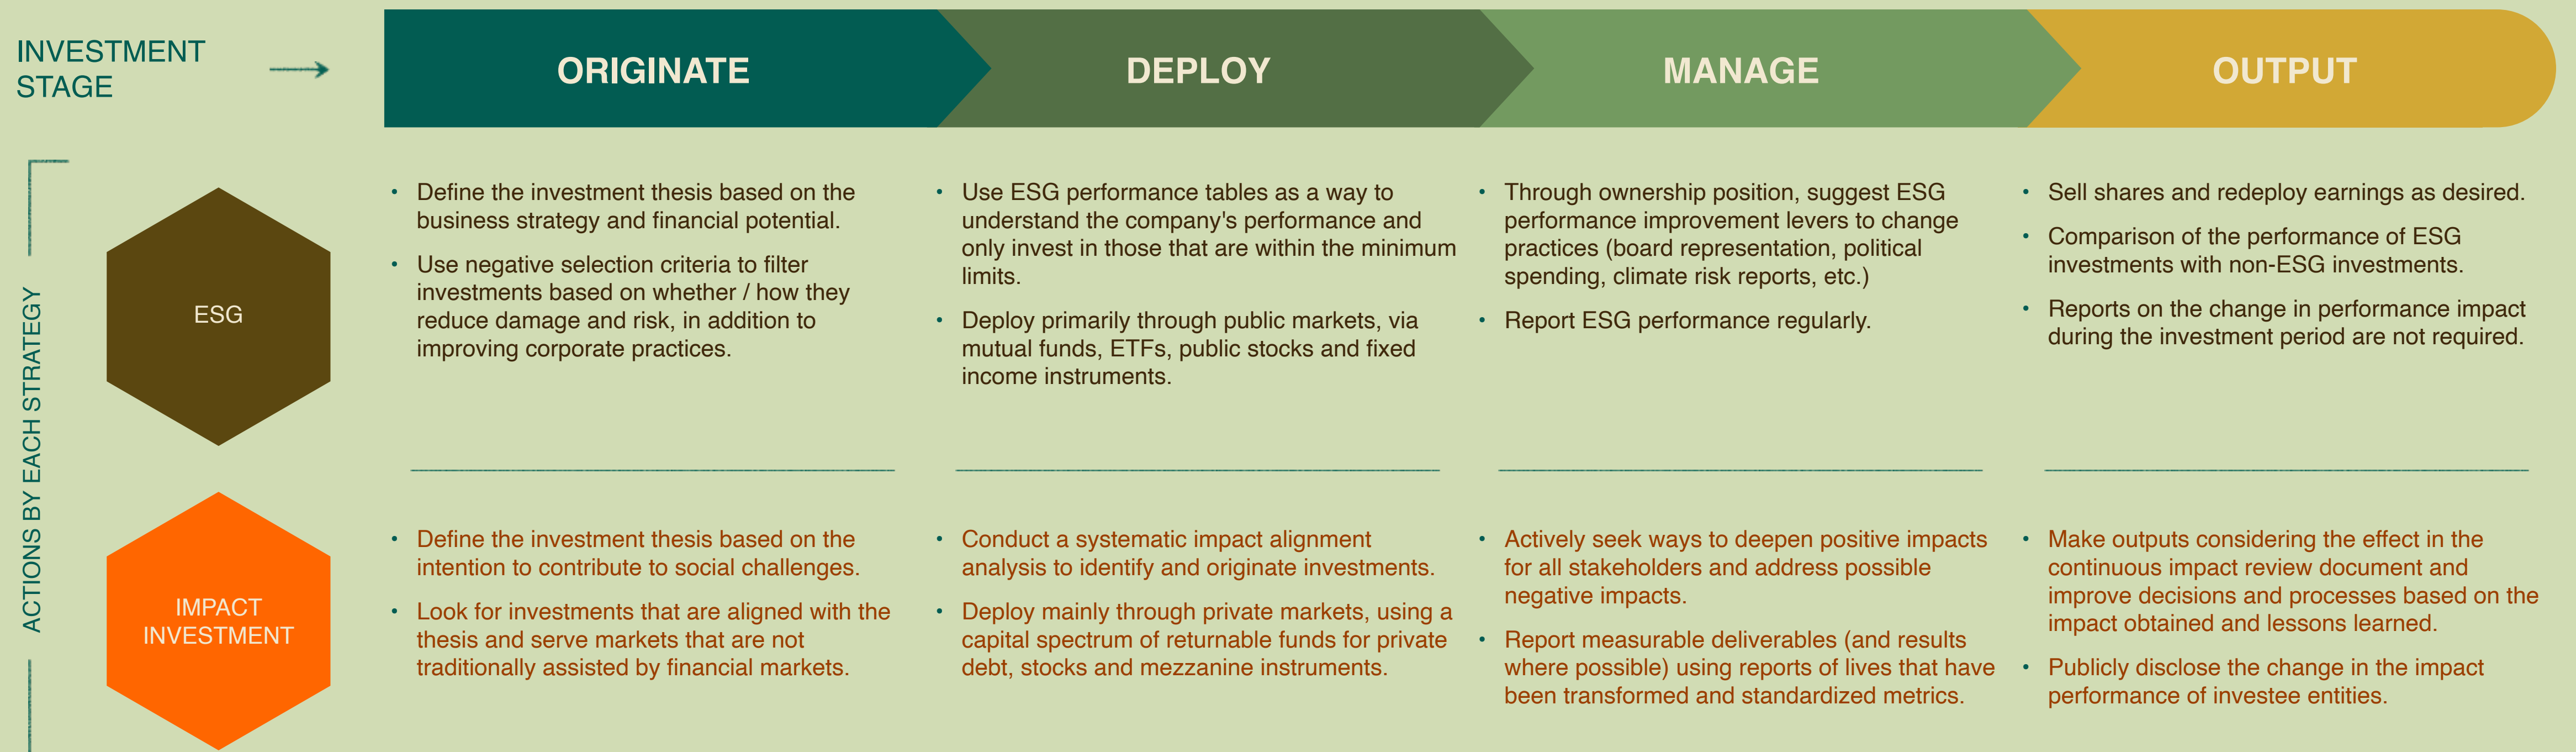 INVESTMENT
STAGE
ORIGINATE
DEPLOY
MANAGE
OUTPUT
ACTIONS BY EACH STRATEGY
ESG
• Define the investment thesis based on the
business strategy and financial potential.
• Use negative selection criteria to filter
investments based on whether / how they
reduce damage and risk, in addition to
improving corporate practices.
• Use ESG performance tables as a way to
understand the company's performance and
only invest in those that are within the minimum
limits.
• Deploy primarily through public markets, via
mutual funds, ETFs, public stocks and fixed
income instruments.
• Through ownership position, suggest ESG
performance improvement levers to change
practices (board representation, political
spending, climate risk reports, etc.)
• Report ESG performance regularly.
• Sell shares and redeploy earnings as desired.
• Comparison of the performance of ESG
investments with non-ESG investments.
• Reports on the change in performance impact
during the investment period are not required.
IMPACT
INVESTMENT
• Define the investment thesis based on the
intention to contribute to social challenges.
• Look for investments that are aligned with the
thesis and serve markets that are not
traditionally assisted by financial markets.
• Conduct a systematic impact alignment
analysis to identify and originate investments.
• Deploy mainly through private markets, using a
capital spectrum of returnable funds for private
debt, stocks and mezzanine instruments.
• Actively seek ways to deepen positive impacts
for all stakeholders and address possible
negative impacts.
• Report measurable deliverables (and results
where possible) using reports of lives that have
been transformed and standardized metrics.
• Make outputs considering the effect in the
continuous impact review document and
improve decisions and processes based on the
impact obtained and lessons learned.
• Publicly disclose the change in the impact
performance of investee entities.